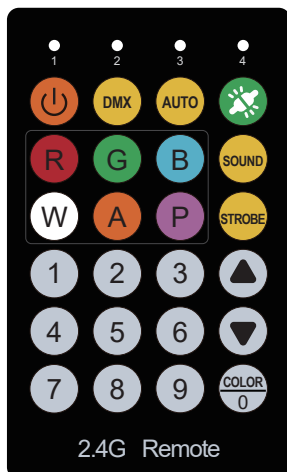 1 2 3 4
DMX AUTO
R G B SOUND
W A P STROBE
1 2 3
4 5 6
7 8 9 COLOR
0
2.4G Remote